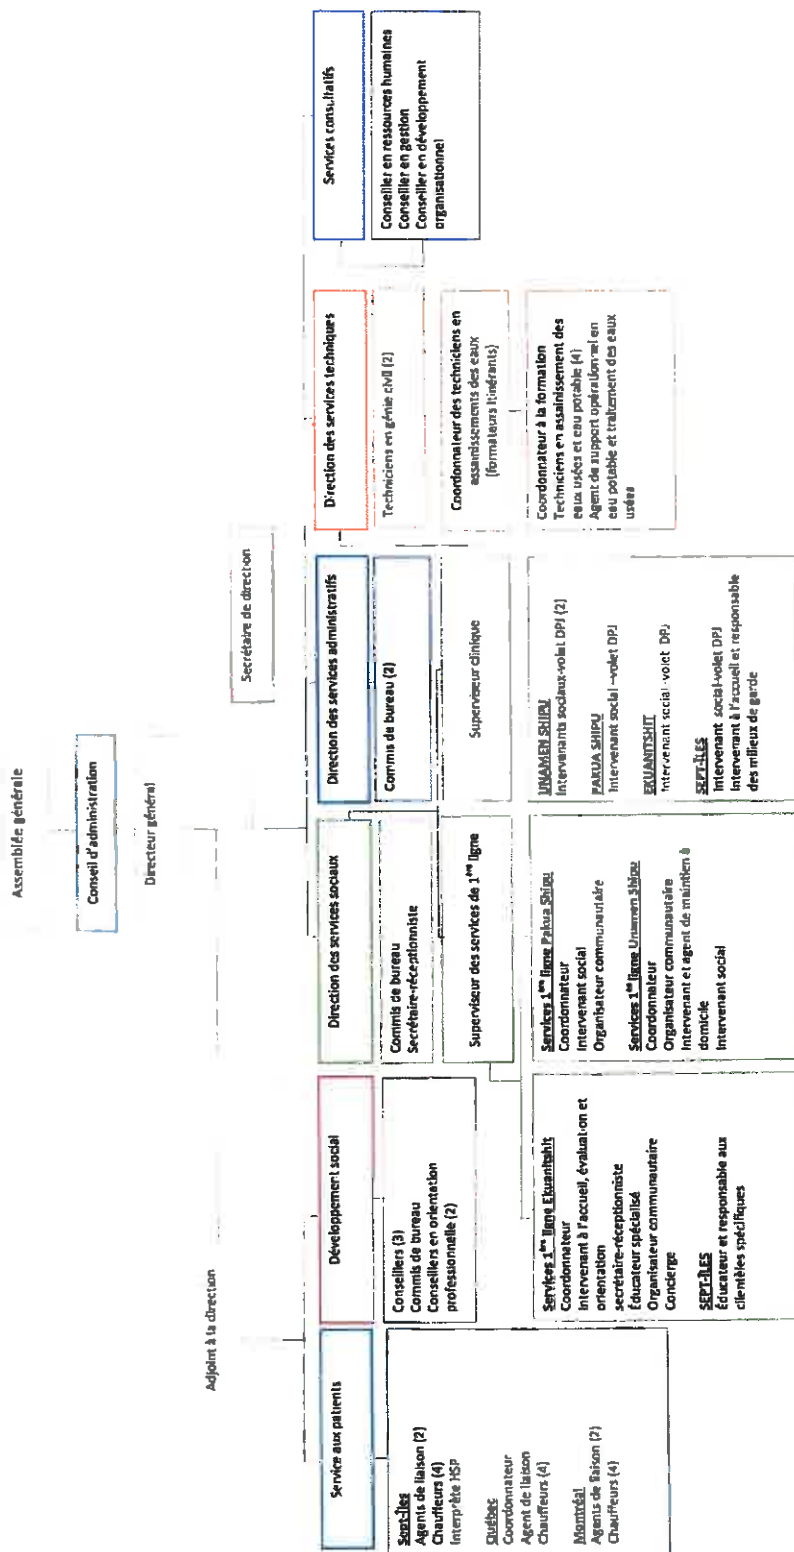 Assemblée générale
Conseil d'administration
Directeur général
Adjoint à la direction
Secrétaire de direction
Service aux patients
Sept-Îles
Agents de liaison (2)
Chauffeurs (4)
Interprète HSP
Québec
Coordonnateur
Agent de liaison
Chauffeurs (4)
Montréal
Agents de liaison (2)
Chauffeurs (4)
Développement social
Conseillers (3)
Commis de bureau
Conseillers en orientation
professionnelle (2)
Direction des services sociaux
Commis de bureau
Secrétaire-réceptionniste
Superviseur des services de 1ère ligne
Services 1ère ligne Ekuanitshit
Coordonnateur
Intervenant à l'accueil, évaluation et
orientation
secrétaire-réceptionniste
Éducateur spécialisé
Organisateur communautaire
Concierge
SEPT-ÎLES
Éducateur et responsable aux
clientèles spécifiques
Services 1ère ligne Pakua Shipu
Coordonnateur
Intervenant social
Organisateur communautaire
Services 1ère ligne Unamen Shipu
Coordonnateur
Organisateur communautaire
Intervenant et agent de maintien à
domicile
Intervenant social
Direction des services administratifs
Commis de bureau (2)
Superviseur clinique
UNAMEN SHIPU
Intervenants sociaux-volet DPJ (2)
PAKUA SHIPU
Intervenant social -volet DPJ
EKUANITSHIT
Intervenant social -volet DPJ
SEPT-ÎLES
Intervenant social-volet DPJ
Intervenant à l'accueil et responsable
des milieux de garde
Direction des services techniques
Techniciens en génie civil (2)
Coordonnateur des techniciens en
assainissements des eaux
(formateurs itinérants)
Coordonnateur à la formation
Techniciens en assainissement des
eaux usées et eau potable (4)
Agent de support opérationnel en
eau potable et traitement des eaux
usées
Services consultatifs
Conseiller en ressources humaines
Conseiller en gestion
Conseiller en développement
organisationnel